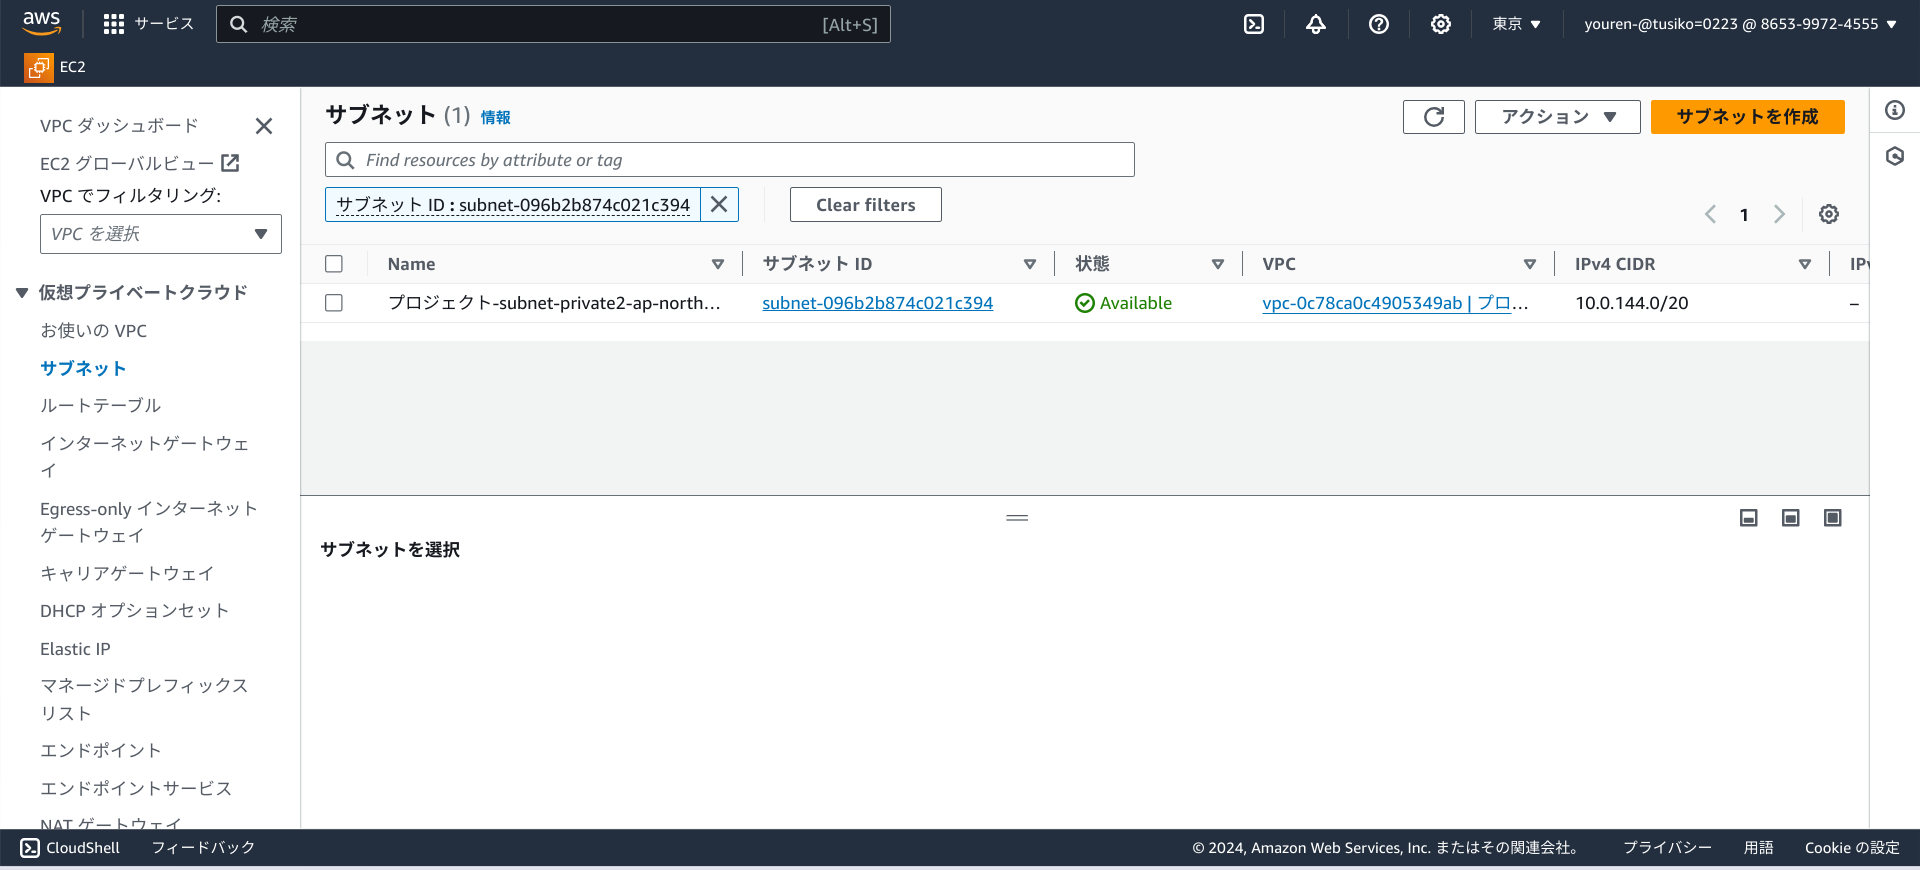 aws
サービス
検索
[Alt+S]
東京
youren-@tusiko=0223 @ 8653-9972-4555
EC2
VPC ダッシュボード
EC2 グローバルビュー
VPC でフィルタリング:
VPC を選択
仮想プライベートクラウド
お使いの VPC
サブネット
ルートテーブル
インターネットゲートウェ
イ
Egress-only インターネット
ゲートウェイ
キャリアゲートウェイ
DHCP オプションセット
Elastic IP
マネージドプレフィックス
リスト
エンドポイント
エンドポイントサービス
NAT ゲートウェイ
サブネット (1) 情報
アクション
サブネットを作成
Find resources by attribute or tag
サブネット ID : subnet-096b2b874c021c394
Clear filters
1
Name サブネット ID 状態 VPC IPv4 CIDR IPv
プロジェクト-subnet-private2-ap-north... subnet-096b2b874c021c394 Available vpc-0c78ca0c4905349ab | プロ... 10.0.144.0/20 –
サブネットを選択
CloudShell
フィードバック
© 2024, Amazon Web Services, Inc. またはその関連会社。
プライバシー
用語
Cookie の設定